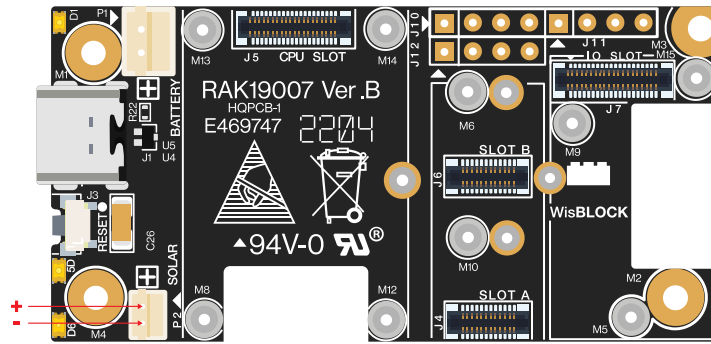 D1
P1
M1
BATTERY
R22
J1
U5
U4
J3
RESET
C26
5D
SOLAR
D6
M4
P2
+
-
M13
J5 CPU SLOT
M14
RAK19007 Ver.B
HQPCB-1
E469747
2204
94V-0
®
M8
M12
J10
J12
J11
M3
IO SLOT
M15
J7
M6
M9
SLOT B
J6
WisBLOCK
M10
SLOT A
J4
M2
M5